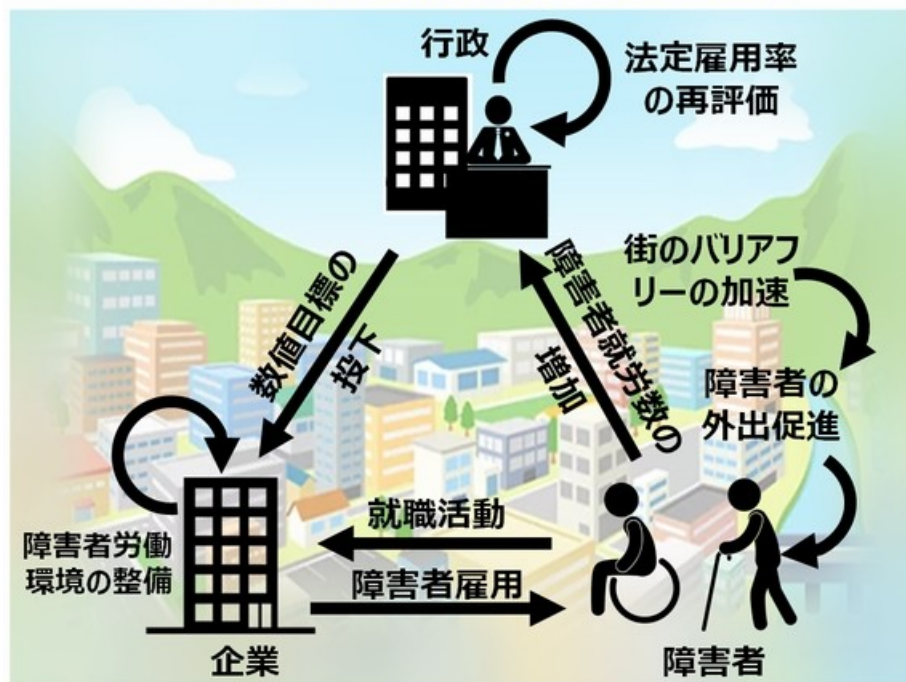 行政
法定雇用率
の再評価
街のバリアフ
リーの加速
障害者の
外出促進
数値目標の
投下
障害者就労数の
増加
就職活動
障害者雇用
障害者労働
環境の整備
企業
障害者